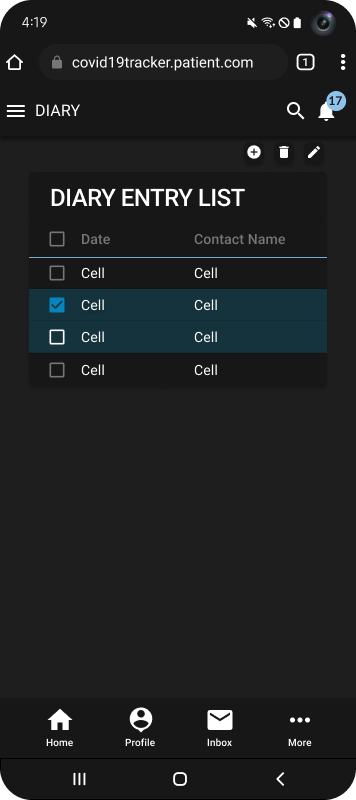 4:19
covid19tracker.patient.com 1
DIARY 17
DIARY ENTRY LIST
Date Contact Name
Cell Cell
Cell Cell
Cell Cell
Cell Cell
Home Profile Inbox More